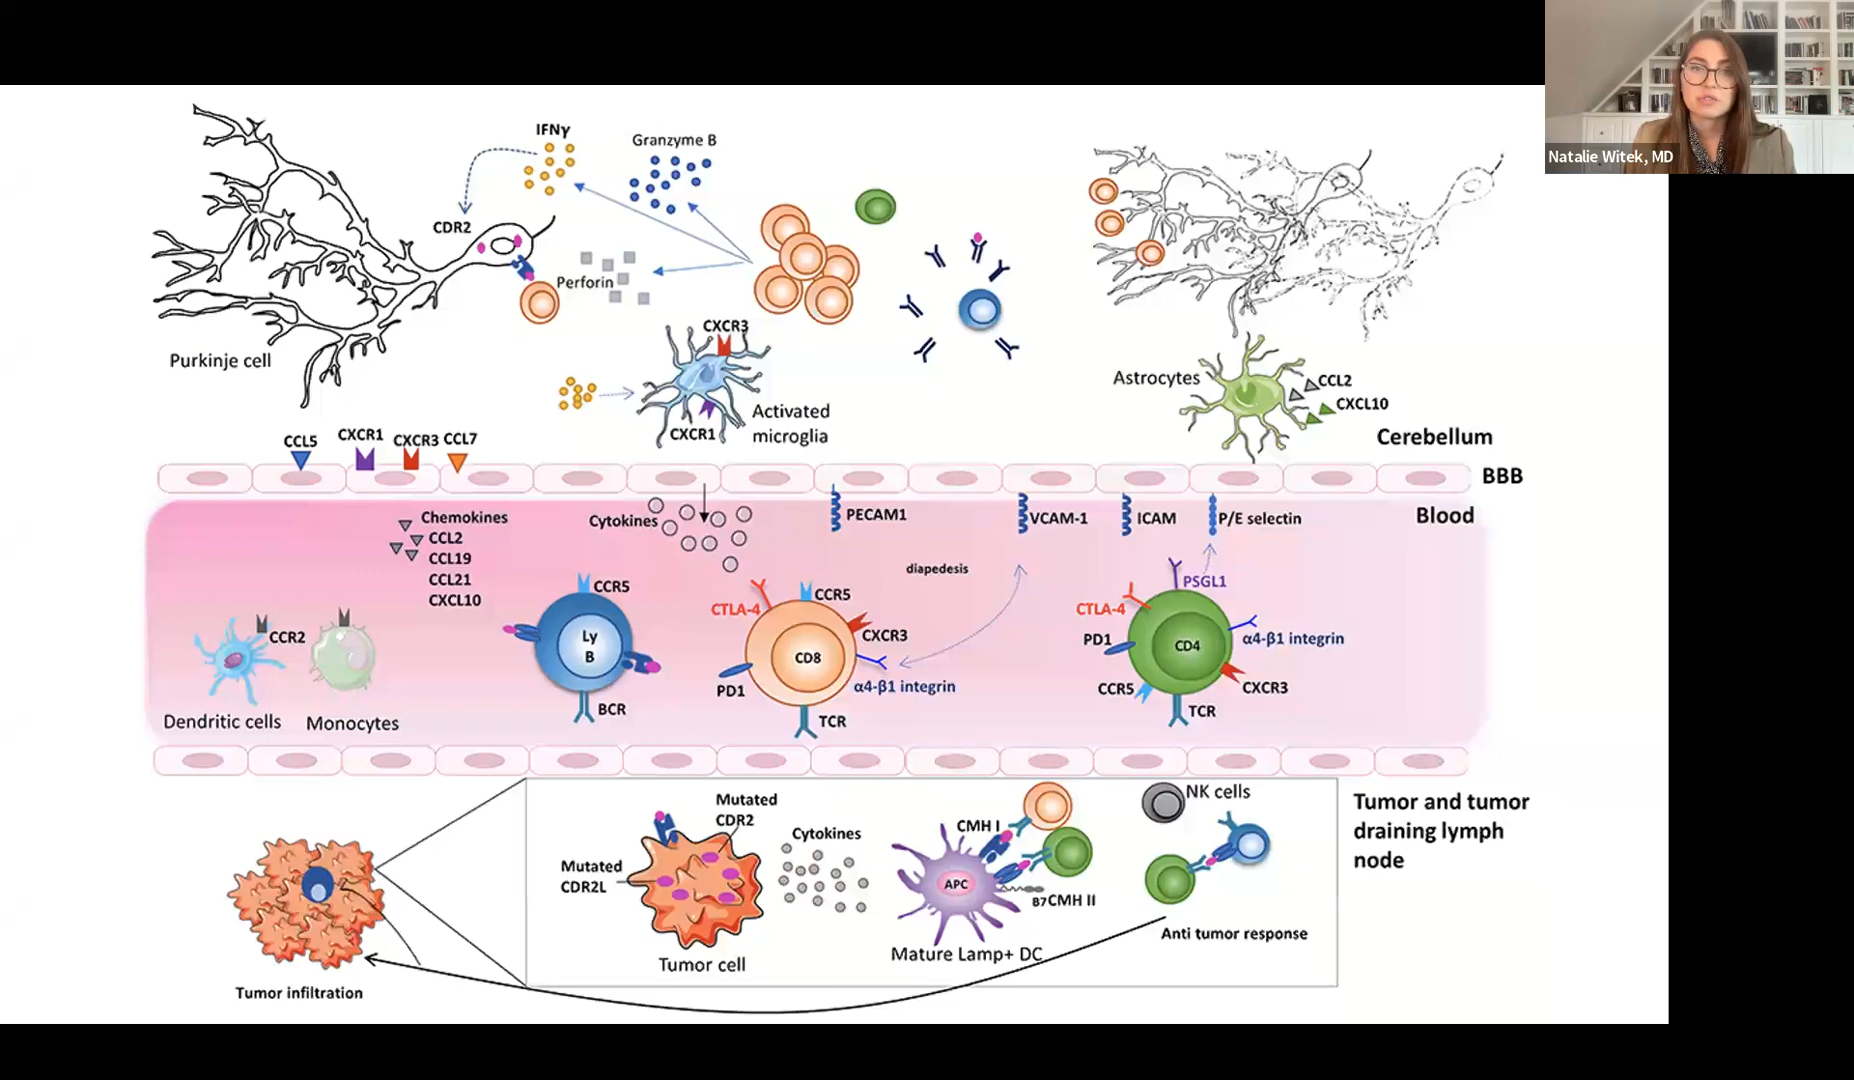 Natalie Witek, MD
IFNγ
Granzyme B
CDR2
Perforin
CXCR3
Purkinje cell
Activated
microglia
CXCR1
Astrocytes
CCL2
CXCL10
Cerebellum
CCL5
CXCR1
CXCR3
CCL7
BBB
Blood
Chemokines
CCL2
CCL19
CCL21
CXCL10
Cytokines
PECAM1
VCAM-1
ICAM
P/E selectin
diapedesis
CCR2
Dendritic cells
Monocytes
CCR5
Ly
B
BCR
CTLA-4
CCR5
CXCR3
CD8
PD1
α4-β1 integrin
TCR
PSGL1
CTLA-4
PD1
α4-β1 integrin
CD4
CCR5
CXCR3
TCR
Tumor and tumor
draining lymph
node
Mutated
CDR2
Mutated
CDR2L
Cytokines
Tumor cell
CMH I
APC
B7
CMH II
Mature Lamp+ DC
NK cells
Anti tumor response
Tumor infiltration